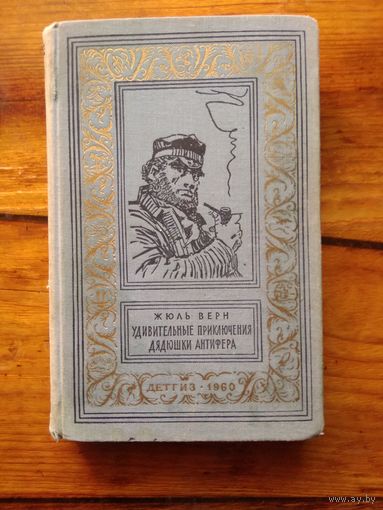 ЖЮЛЬ ВЕРН
УДИВИТЕЛЬНЫЕ ПРИКЛЮЧЕНИЯ
ДЯДЮШКИ АНТИФЕРА
ДЕТГИЗ · 1960
www.ay.by